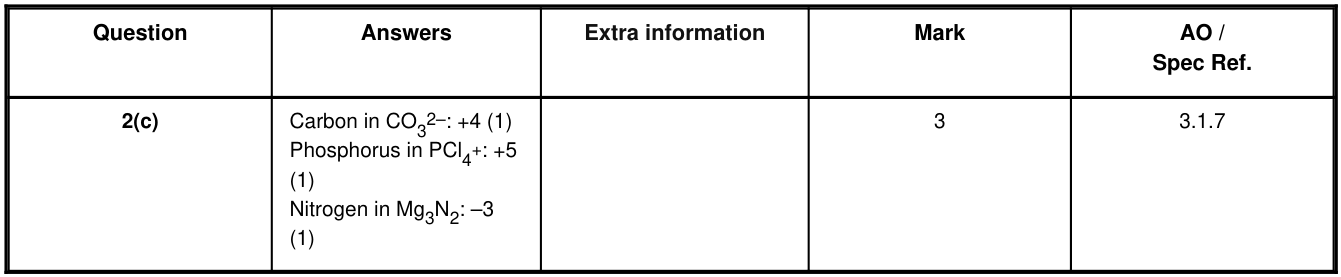 Question Answers Extra information Mark AO /
Spec Ref.
2(c) Carbon in CO₃²⁻: +4 (1) 3 3.1.7
Phosphorus in PCl₄⁺: +5
(1)
Nitrogen in Mg₃N₂: –3
(1)